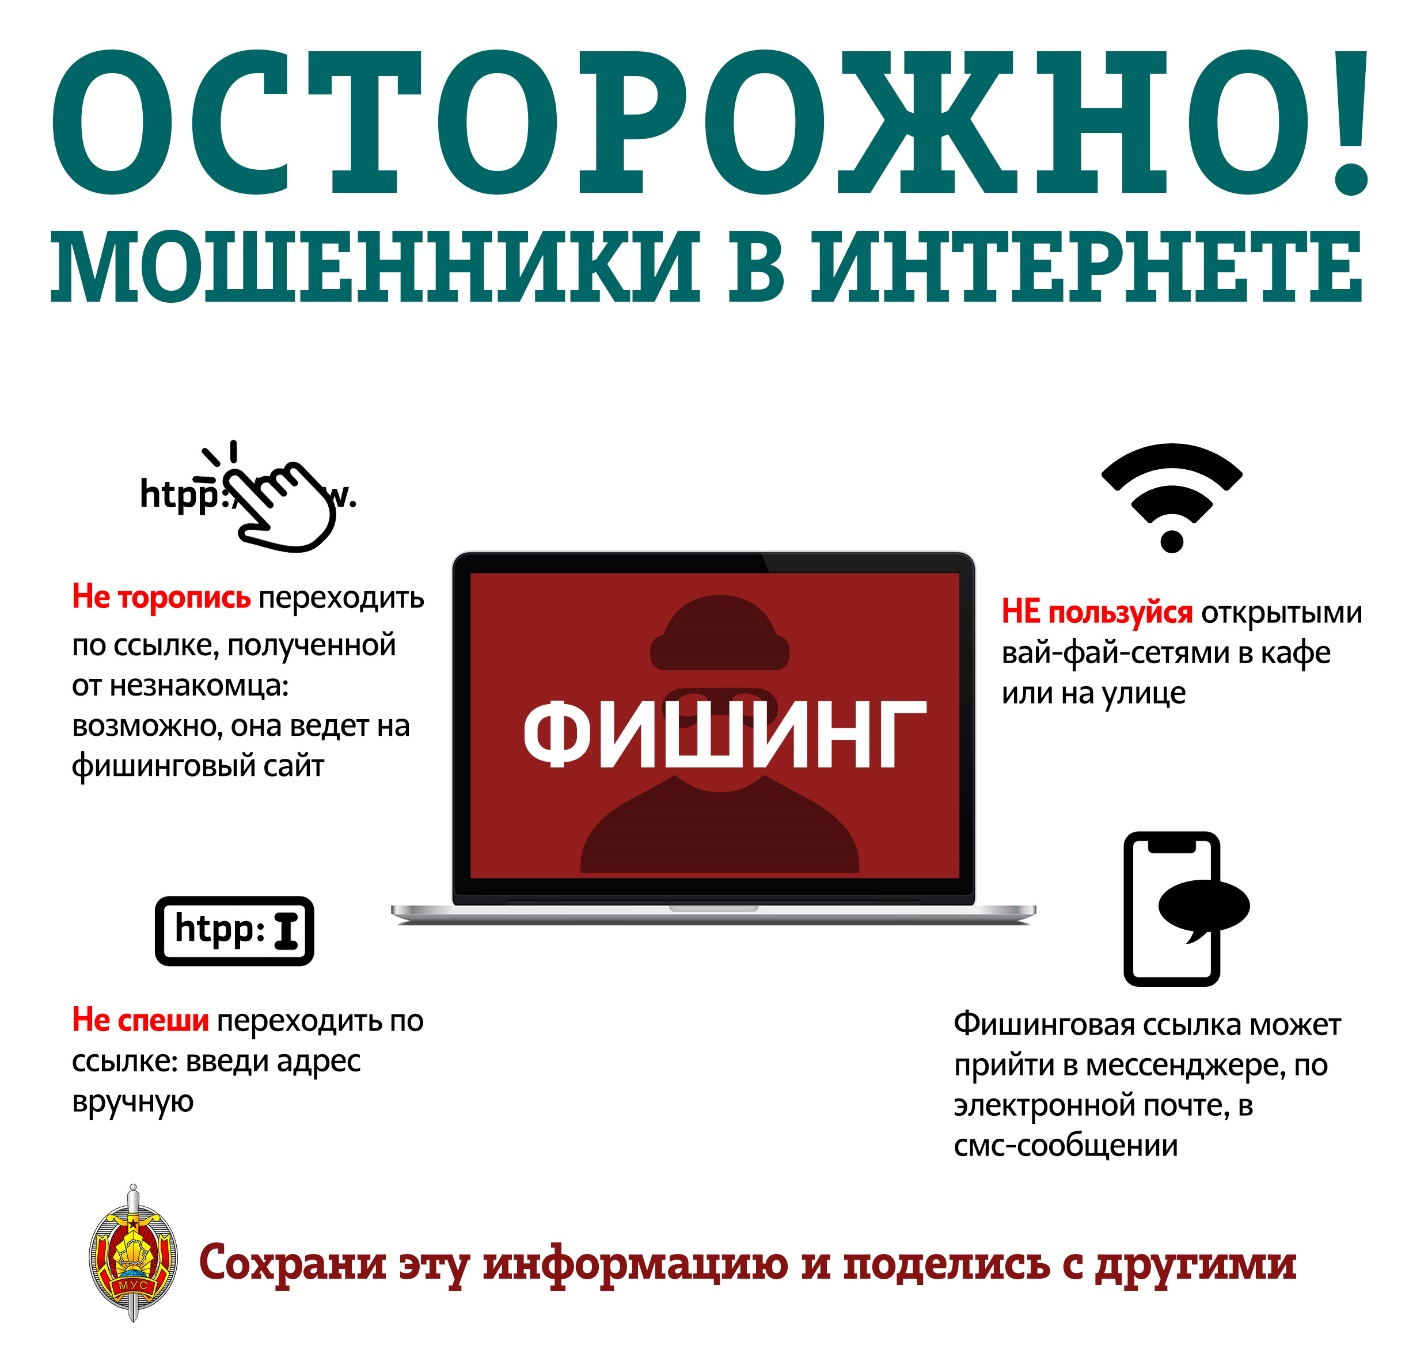 ОСТОРОЖНО!
МОШЕННИКИ В ИНТЕРНЕТЕ
htpp:/ w.
Не торопись переходить
по ссылке, полученной
от незнакомца:
возможно, она ведет на
фишинговый сайт
НЕ пользуйся открытыми
вай-фай-сетями в кафе
или на улице
ФИШИНГ
htpp:
Не спеши переходить по
ссылке: введи адрес
вручную
Фишинговая ссылка может
прийти в мессенджере, по
электронной почте, в
смс-сообщении
МУС
Сохрани эту информацию и поделись с другими